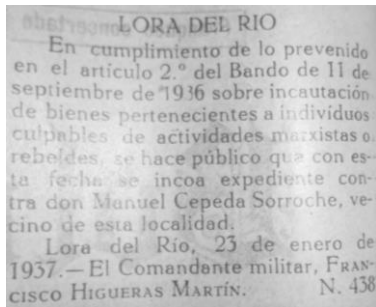 LORA DEL RIO
En cumplimiento de lo prevenido
en el artículo 2.º del Bando de 11 de
septiembre de 1936 sobre incautación
de bienes pertenecientes a individuos
culpables de actividades marxistas o
rebeldes, se hace público que con es-
ta fecha se incoa expediente con-
tra don Manuel Cepeda Sorroche, ve-
cino de esta localidad.
Lora del Río, 23 de enero de
1937.—El Comandante militar, FRAN-
CISCO HIGUERAS MARTÍN. N. 438